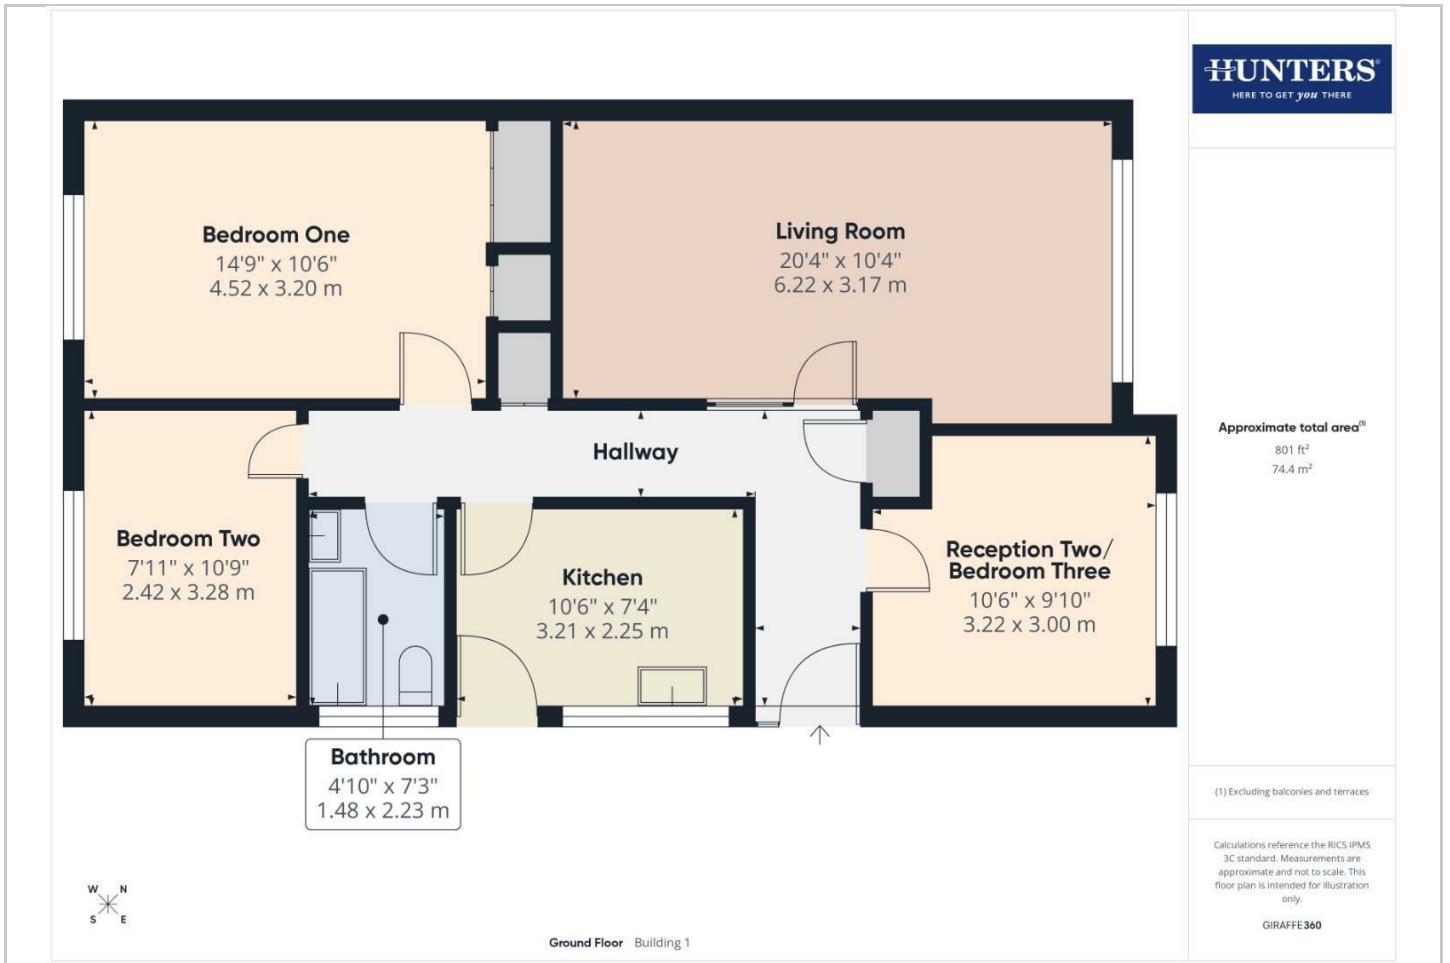 HUNTERS®
HERE TO GET you THERE
Bedroom One
14'9" x 10'6"
4.52 x 3.20 m
Living Room
20'4" x 10'4"
6.22 x 3.17 m
Hallway
Bedroom Two
7'11" x 10'9"
2.42 x 3.28 m
Kitchen
10'6" x 7'4"
3.21 x 2.25 m
Reception Two/
Bedroom Three
10'6" x 9'10"
3.22 x 3.00 m
Bathroom
4'10" x 7'3"
1.48 x 2.23 m
Approximate total area(1)
801 ft²
74.4 m²
(1) Excluding balconies and terraces
Calculations reference the RICS IPMS
3C standard. Measurements are
approximate and not to scale. This
floor plan is intended for illustration
only.
GIRAFFE360
W N
S E
Ground Floor Building 1